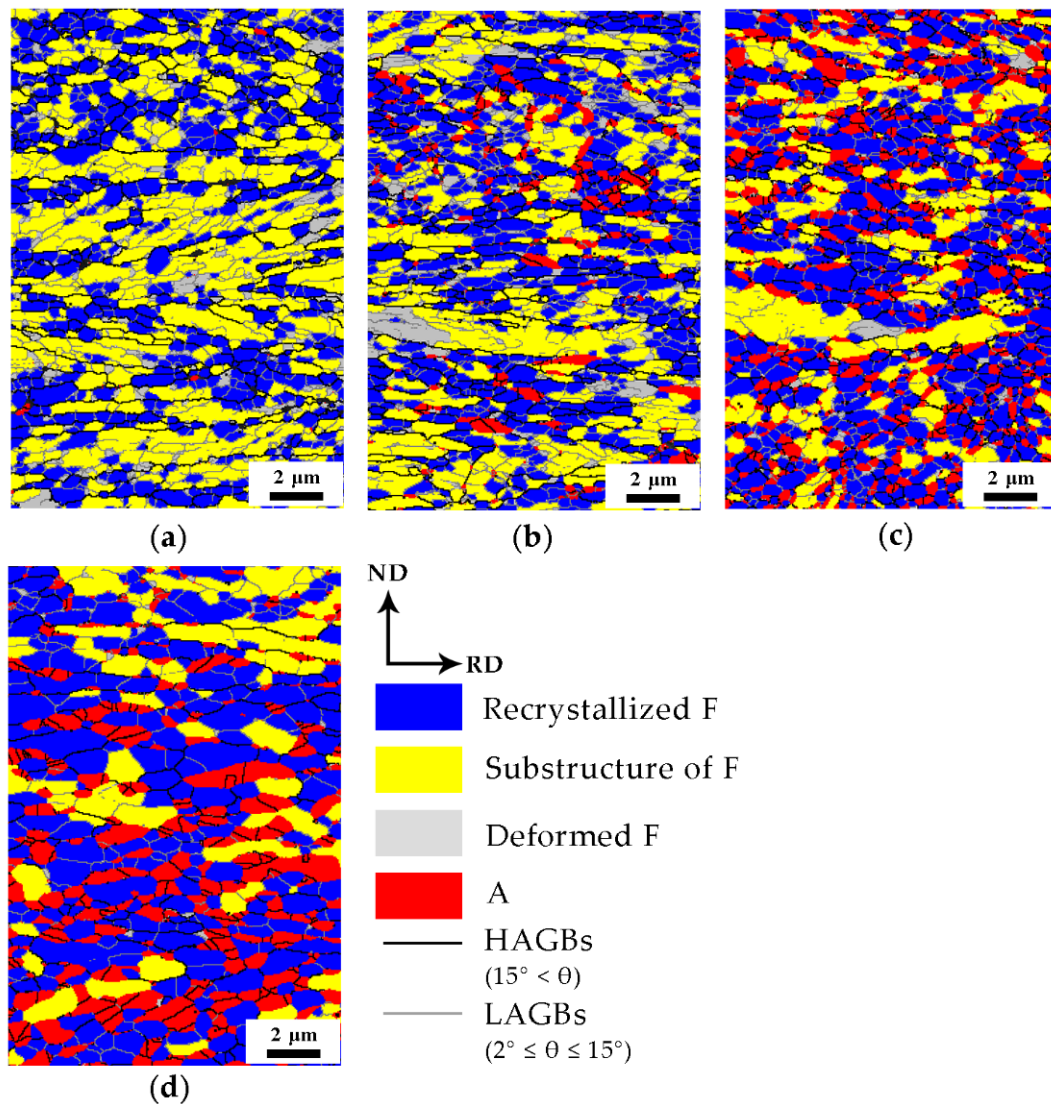 2 μm
2 μm
2 μm
(a)
(b)
(c)
ND
RD
Recrystallized F
Substructure of F
Deformed F
A
HAGBs
(15° < θ)
LAGBs
(2° ≤ θ ≤ 15°)
2 μm
(d)